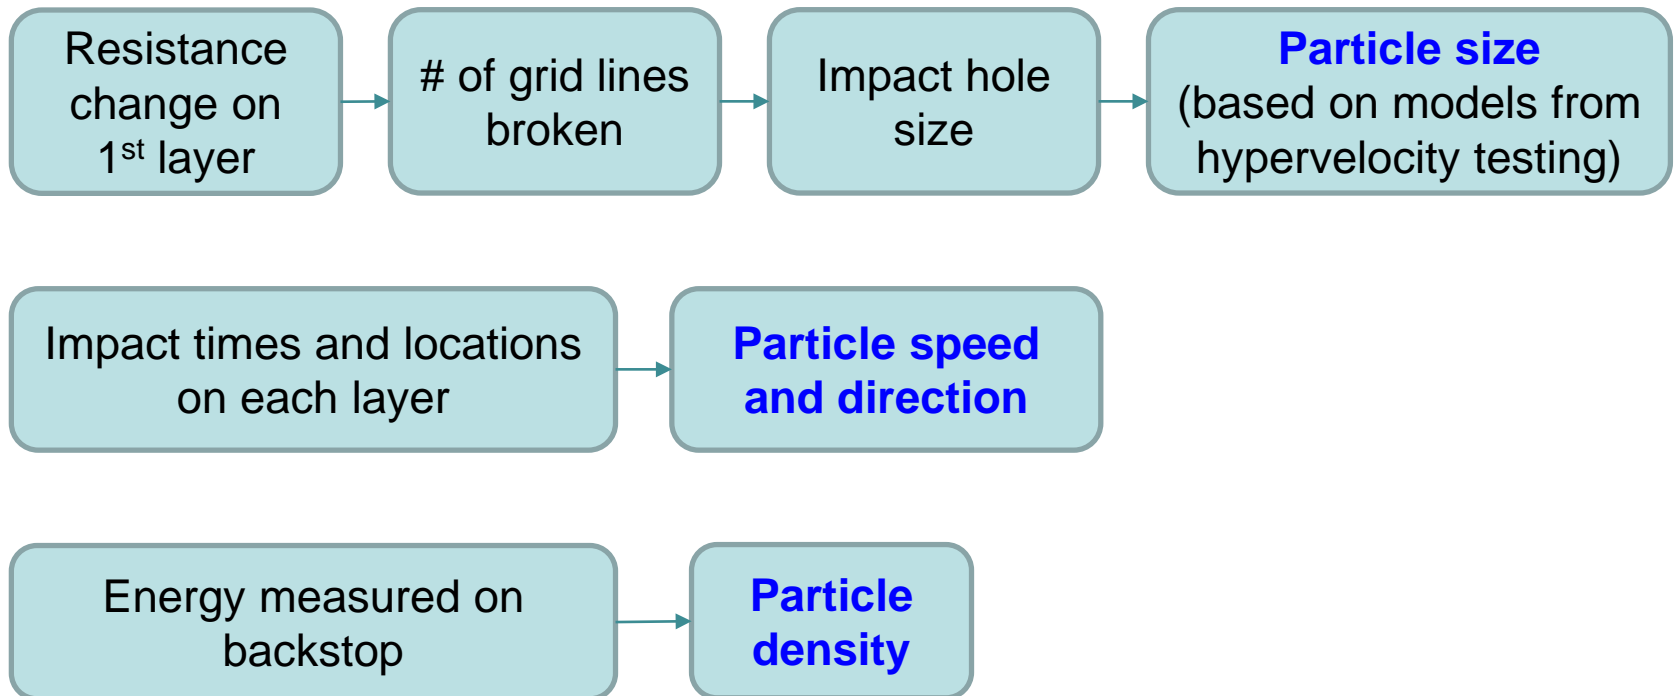 Resistance
change on
1st layer
# of grid lines
broken
Impact hole
size
Particle size
(based on models from
hypervelocity testing)
Impact times and locations
on each layer
Particle speed
and direction
Energy measured on
backstop
Particle
density